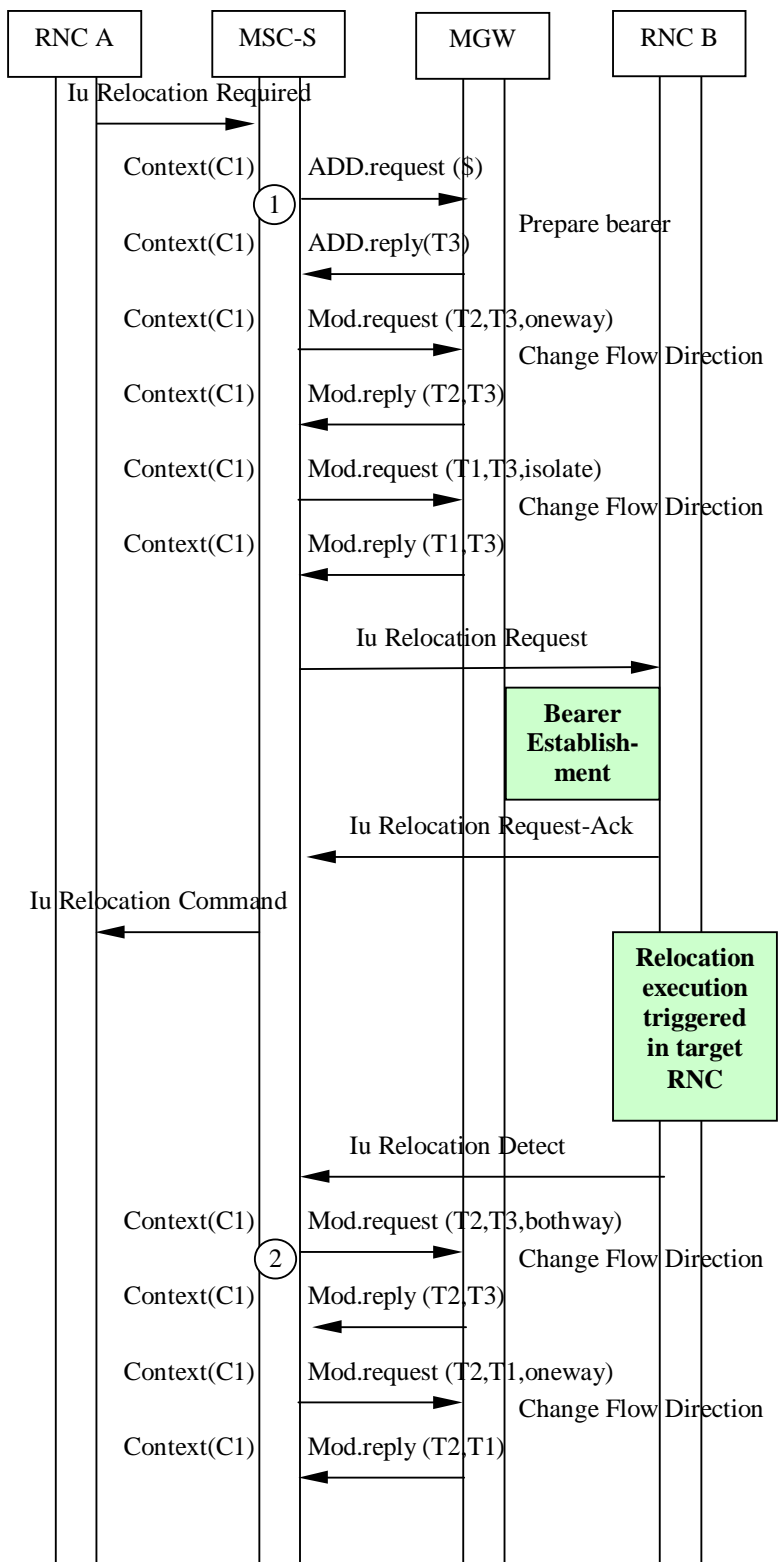 RNC A
MSC-S
MGW
RNC B
Iu Relocation Required
Context(C1)
ADD.request ($)
1
Prepare bearer
Context(C1)
ADD.reply(T3)
Context(C1)
Mod.request (T2,T3,oneway)
Change Flow Direction
Context(C1)
Mod.reply (T2,T3)
Context(C1)
Mod.request (T1,T3,isolate)
Change Flow Direction
Context(C1)
Mod.reply (T1,T3)
Iu Relocation Request
Bearer
Establish-
ment
Iu Relocation Request-Ack
Iu Relocation Command
Relocation
execution
triggered
in target
RNC
Iu Relocation Detect
Context(C1)
Mod.request (T2,T3,bothway)
2
Change Flow Direction
Context(C1)
Mod.reply (T2,T3)
Context(C1)
Mod.request (T2,T1,oneway)
Change Flow Direction
Context(C1)
Mod.reply (T2,T1)